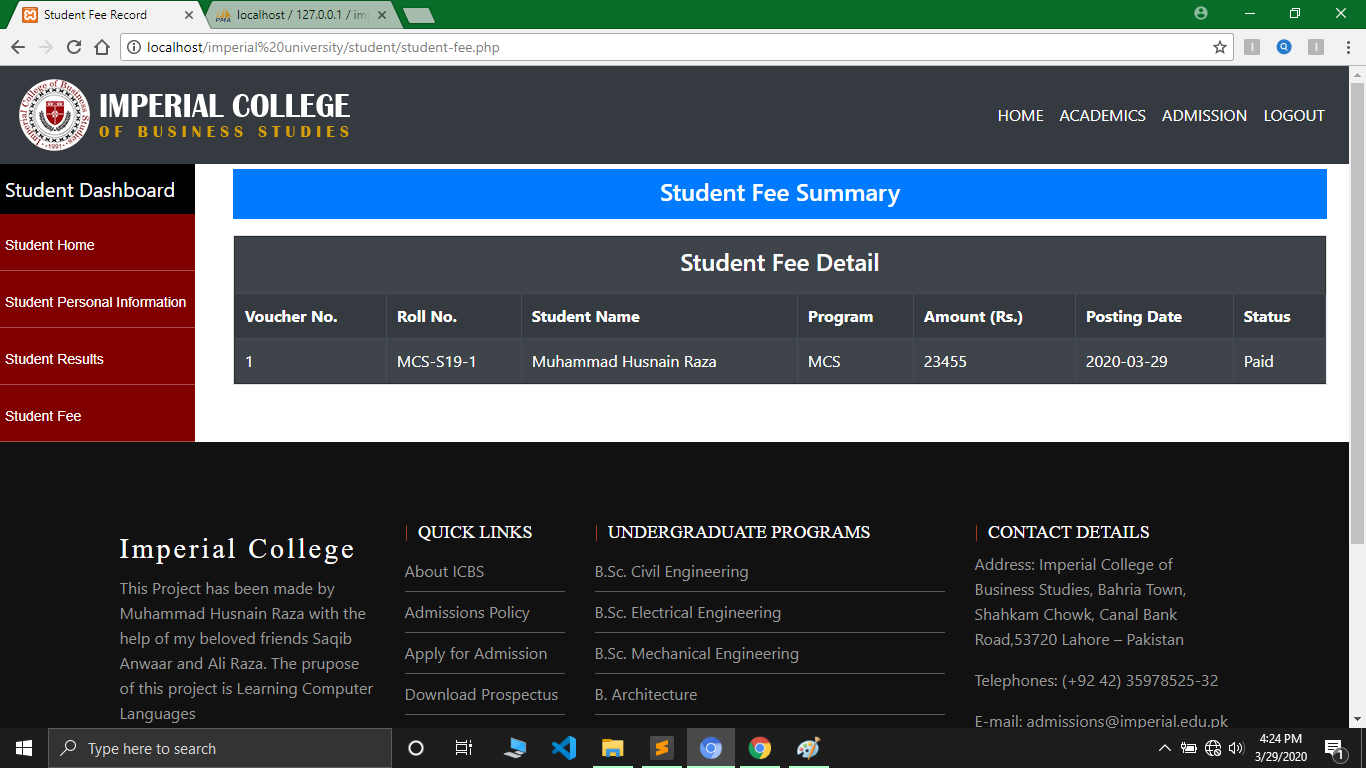 Student Fee Record
localhost / 127.0.0.1 / im
localhost/imperial%20university/student/student-fee.php
IMPERIAL COLLEGE
OF BUSINESS STUDIES
Imperial College of Business Studies
1991
HOME ACADEMICS ADMISSION LOGOUT
Student Dashboard
Student Home
Student Personal Information
Student Results
Student Fee
Student Fee Summary
Student Fee Detail
Voucher No. Roll No. Student Name Program Amount (Rs.) Posting Date Status
1 MCS-S19-1 Muhammad Husnain Raza MCS 23455 2020-03-29 Paid
Imperial College
This Project has been made by
Muhammad Husnain Raza with the
help of my beloved friends Saqib
Anwaar and Ali Raza. The prupose
of this project is Learning Computer
Languages
QUICK LINKS
About ICBS
Admissions Policy
Apply for Admission
Download Prospectus
UNDERGRADUATE PROGRAMS
B.Sc. Civil Engineering
B.Sc. Electrical Engineering
B.Sc. Mechanical Engineering
B. Architecture
CONTACT DETAILS
Address: Imperial College of
Business Studies, Bahria Town,
Shahkam Chowk, Canal Bank
Road,53720 Lahore – Pakistan
Telephones: (+92 42) 35978525-32
E-mail: admissions@imperial.edu.pk
Type here to search
4:24 PM
3/29/2020
1